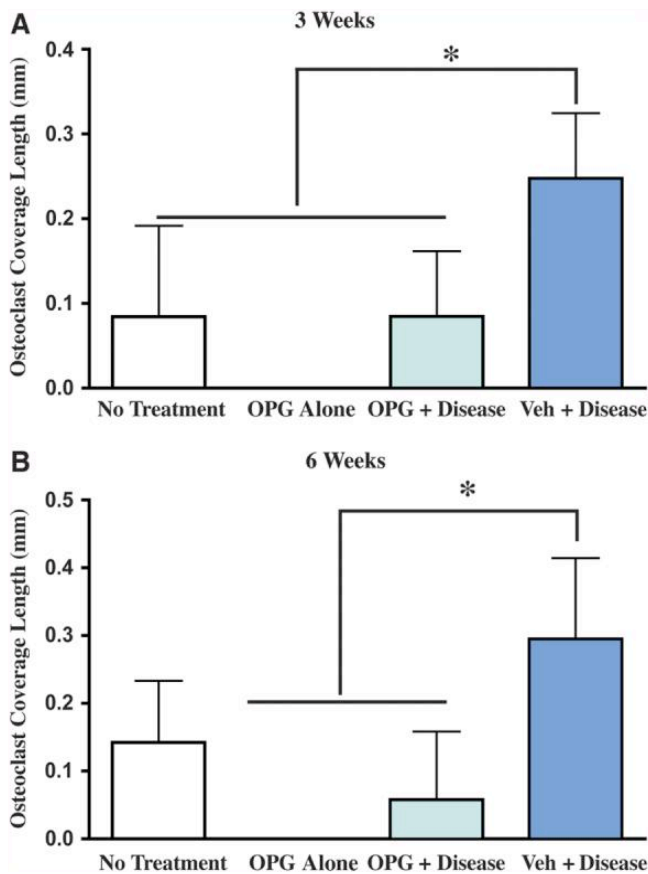 A
3 Weeks
Osteoclast Coverage Length (mm)
0.4
0.3
0.2
0.1
0.0
*
No Treatment OPG Alone OPG + Disease Veh + Disease
B
6 Weeks
Osteoclast Coverage Length (mm)
0.5
0.4
0.3
0.2
0.1
0.0
*
No Treatment OPG Alone OPG + Disease Veh + Disease